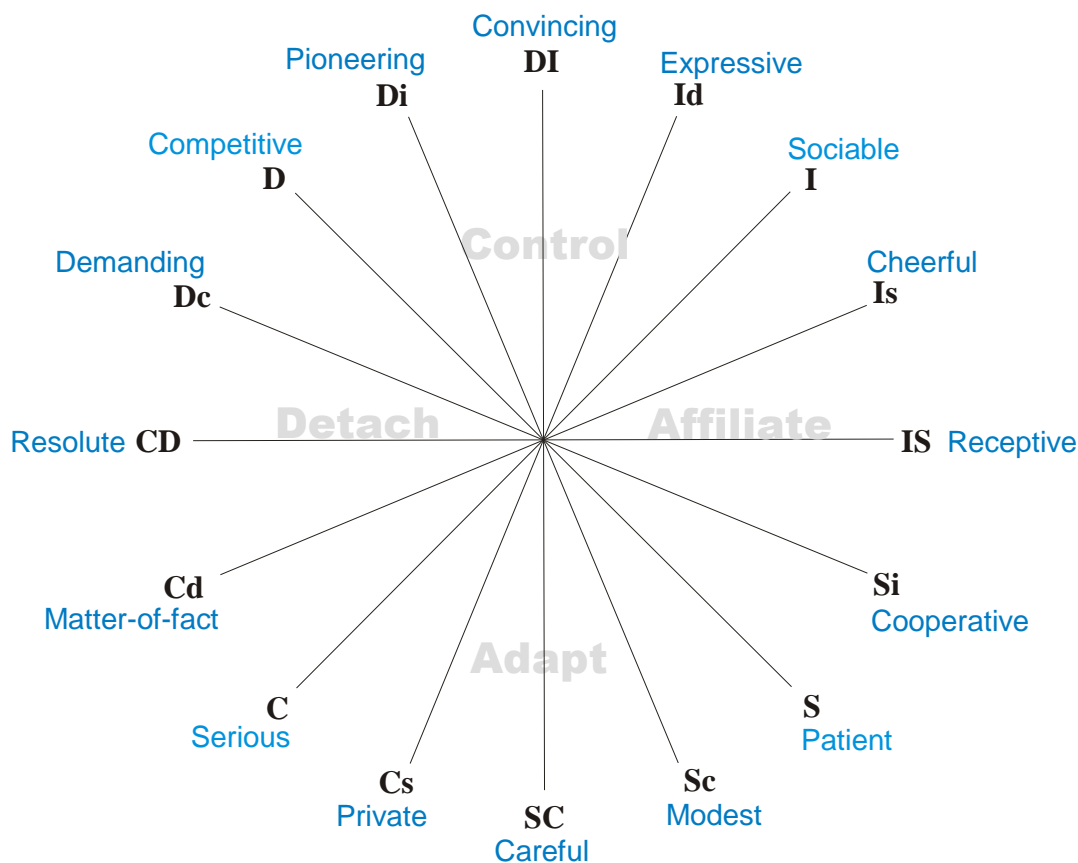 Convincing
DI
Pioneering
Di
Expressive
Id
Competitive
D
Sociable
I
Control
Demanding
Dc
Cheerful
Is
Detach
Affiliate
Resolute CD
IS Receptive
Cd
Matter-of-fact
Si
Cooperative
Adapt
C
Serious
S
Patient
Cs
Private
Sc
Modest
SC
Careful